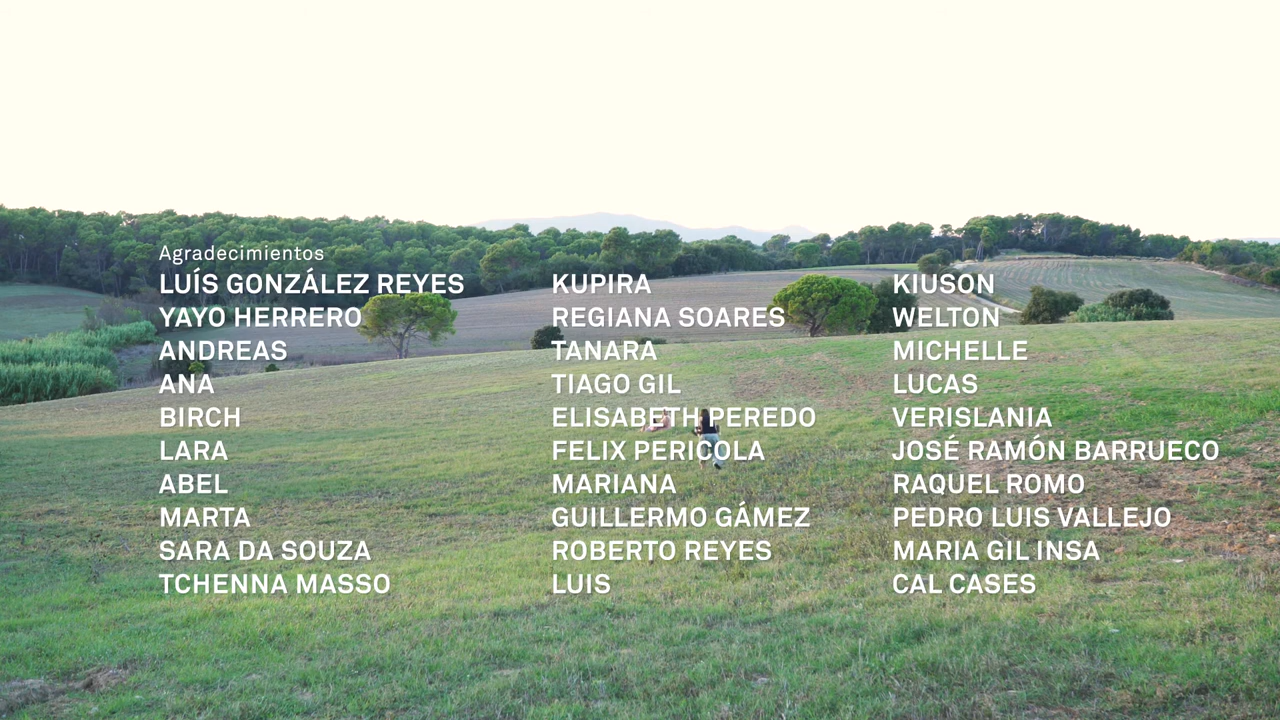 Agradecimientos
LUÍS GONZÁLEZ REYES
YAYO HERRERO
ANDREAS
ANA
BIRCH
LARA
ABEL
MARTA
SARA DA SOUZA
TCHENNA MASSO
KUPIRA
REGIANA SOARES
TANARA
TIAGO GIL
ELISABETH PEREDO
FELIX PERICOLA
MARIANA
GUILLERMO GÁMEZ
ROBERTO REYES
LUIS
KIUSON
WELTON
MICHELLE
LUCAS
VERISLANIA
JOSÉ RAMÓN BARRUECO
RAQUEL ROMO
PEDRO LUIS VALLEJO
MARIA GIL INSA
CAL CASES